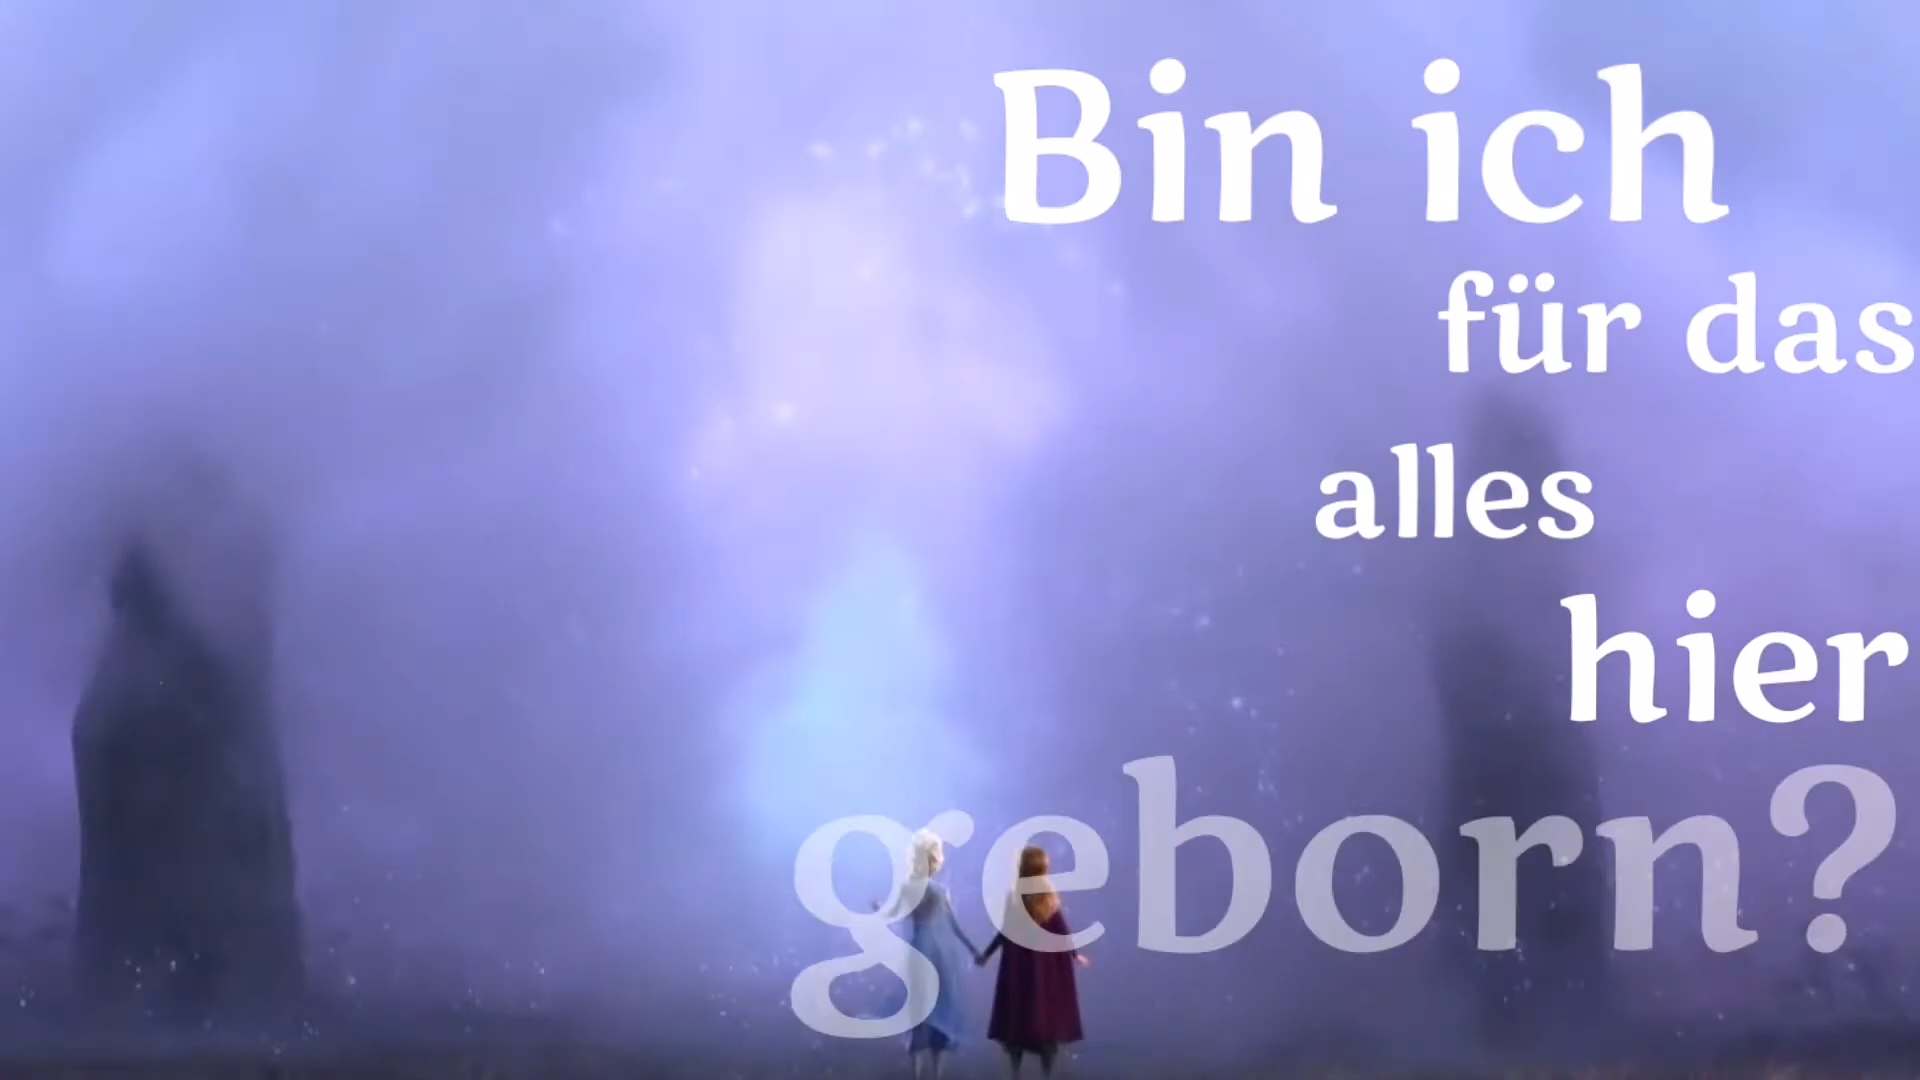 Bin ich
für das
alles
hier
geborn?